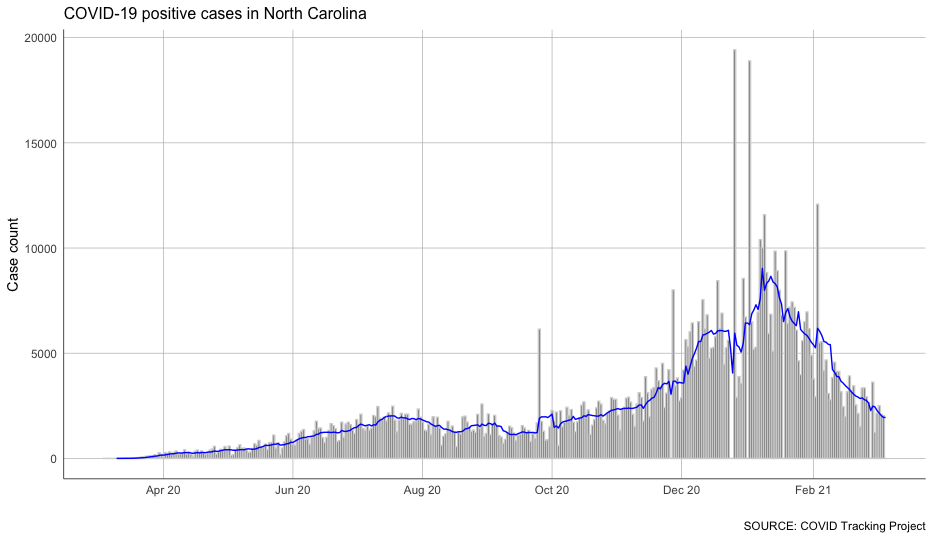 COVID-19 positive cases in North Carolina
20000
15000
10000
5000
0
Case count
Apr 20
Jun 20
Aug 20
Oct 20
Dec 20
Feb 21
SOURCE: COVID Tracking Project